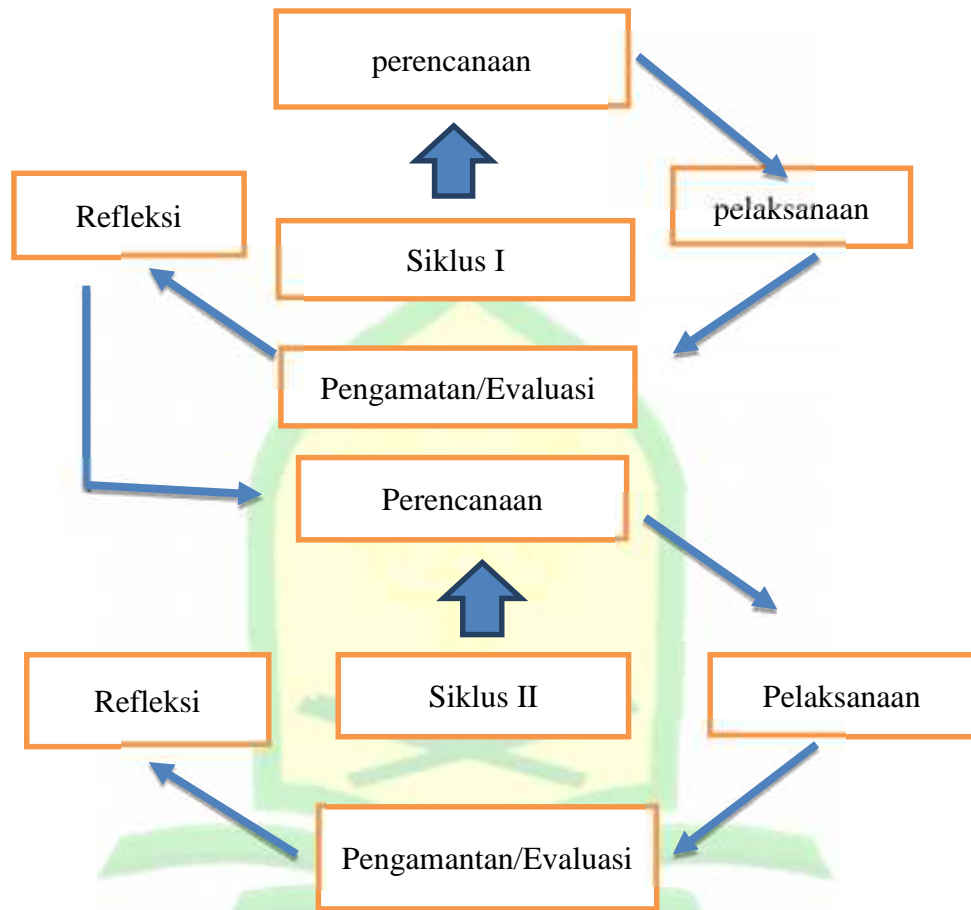 perencanaan
Refleksi
pelaksanaan
Siklus I
Pengamatan/Evaluasi
Perencanaan
Refleksi
Siklus II
Pelaksanaan
Pengamantan/Evaluasi